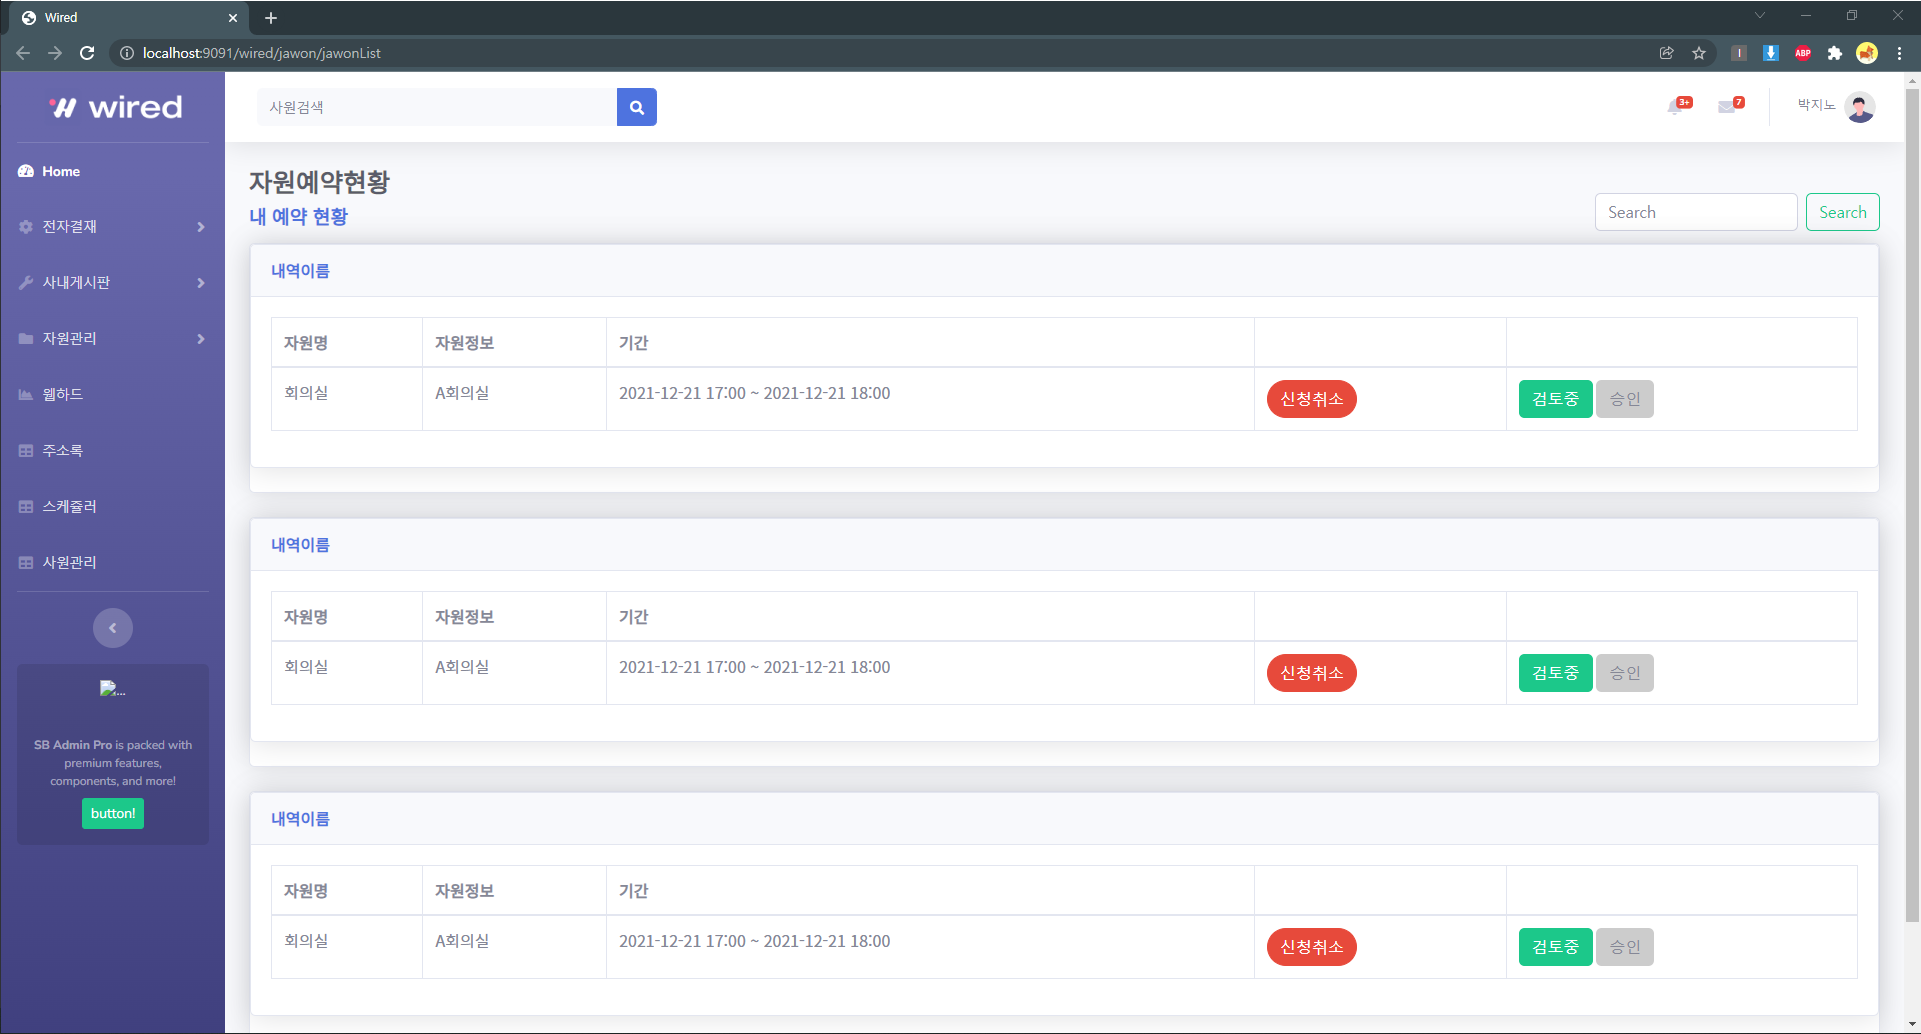 Wired
localhost:9091/wired/jawon/jawonList
ABP
wired
사원검색
3+
7
박지노
Home
전자결재
사내게시판
자원관리
웹하드
주소록
스케쥴러
사원관리
...
SB Admin Pro is packed with
premium features,
components, and more!
button!
자원예약현황
내 예약 현황
Search
Search
내역이름
자원명 자원정보 기간
회의실 A회의실 2021-12-21 17:00 ~ 2021-12-21 18:00 신청취소 검토중 승인
내역이름
자원명 자원정보 기간
회의실 A회의실 2021-12-21 17:00 ~ 2021-12-21 18:00 신청취소 검토중 승인
내역이름
자원명 자원정보 기간
회의실 A회의실 2021-12-21 17:00 ~ 2021-12-21 18:00 신청취소 검토중 승인